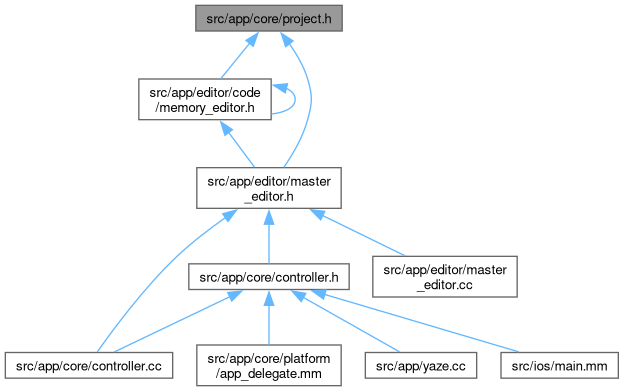 src/app/core/project.h
src/app/editor/code
/memory_editor.h
src/app/editor/master
_editor.h
src/app/core/controller.h
src/app/editor/master
_editor.cc
src/app/core/controller.cc
src/app/core/platform
/app_delegate.mm
src/app/yaze.cc
src/ios/main.mm